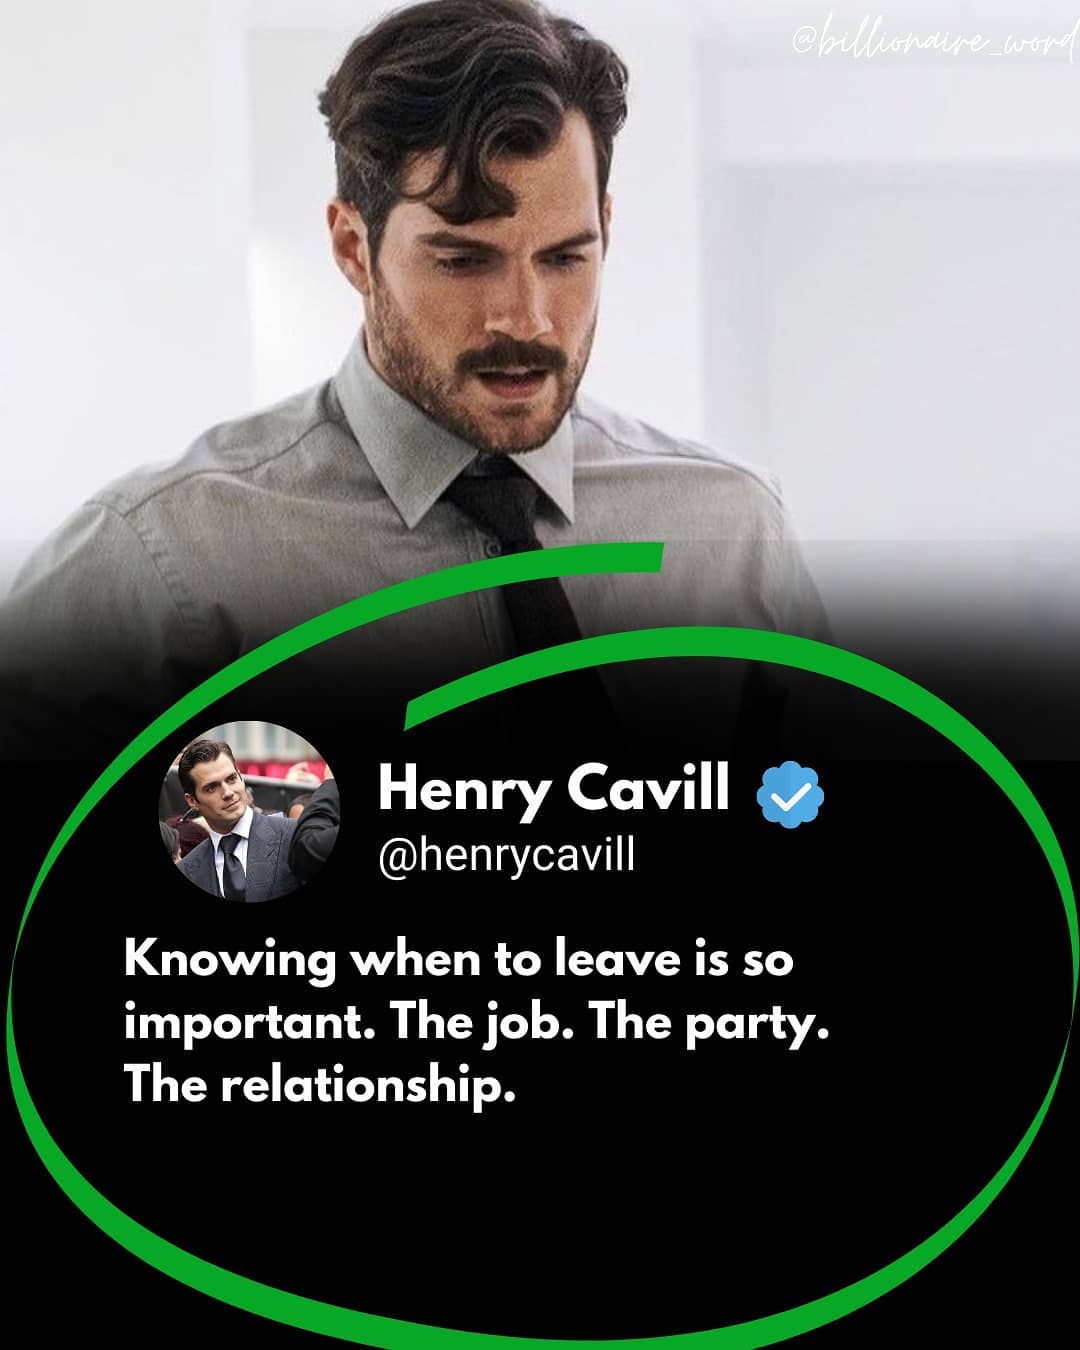 @billionaire_word
Henry Cavill
@henrycavill
Knowing when to leave is so
important. The job. The party.
The relationship.